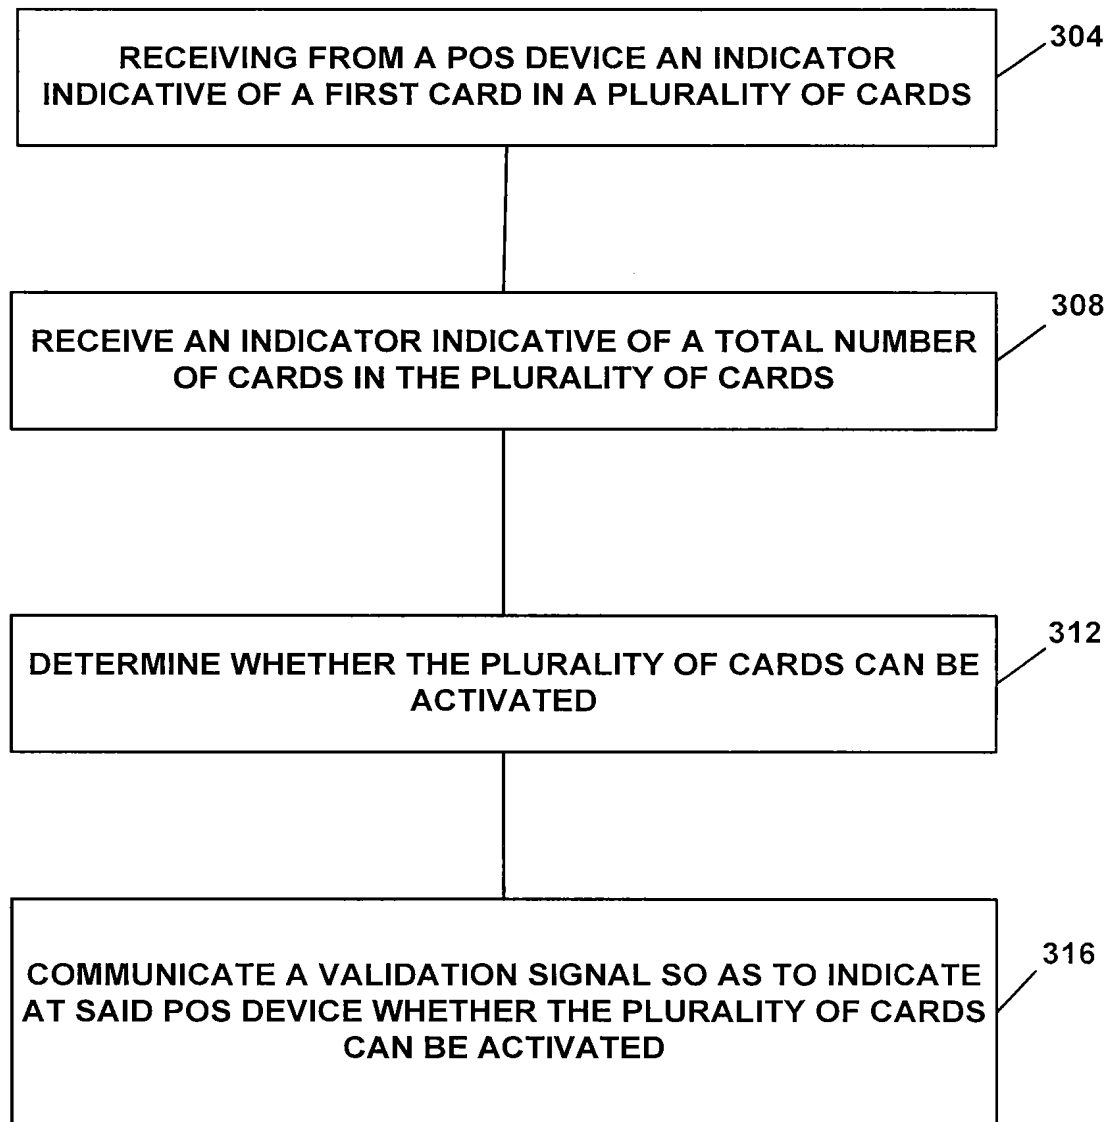 RECEIVING FROM A POS DEVICE AN INDICATOR
INDICATIVE OF A FIRST CARD IN A PLURALITY OF CARDS
304
RECEIVE AN INDICATOR INDICATIVE OF A TOTAL NUMBER
OF CARDS IN THE PLURALITY OF CARDS
308
DETERMINE WHETHER THE PLURALITY OF CARDS CAN BE
ACTIVATED
312
COMMUNICATE A VALIDATION SIGNAL SO AS TO INDICATE
AT SAID POS DEVICE WHETHER THE PLURALITY OF CARDS
CAN BE ACTIVATED
316